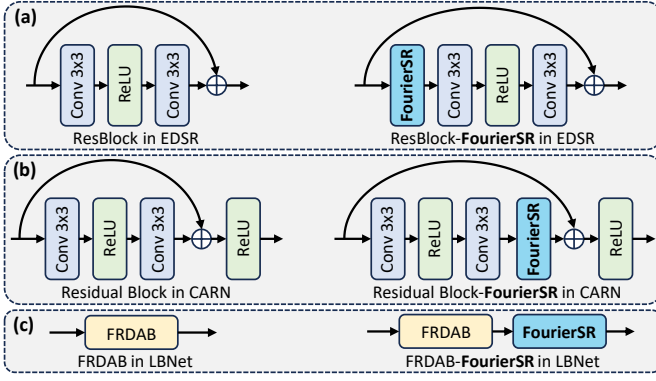 (a)
Conv 3x3
ReLU
Conv 3x3
ResBlock in EDSR
FourierSR
Conv 3x3
ReLU
Conv 3x3
ResBlock-FourierSR in EDSR
(b)
Conv 3x3
ReLU
Conv 3x3
ReLU
Residual Block in CARN
Conv 3x3
ReLU
Conv 3x3
FourierSR
ReLU
Residual Block-FourierSR in CARN
(c)
FRDAB
FRDAB in LBNet
FRDAB
FourierSR
FRDAB-FourierSR in LBNet